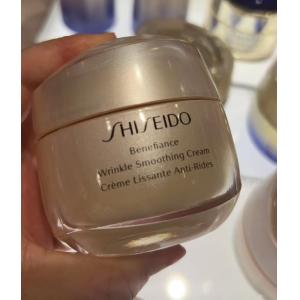 SHISEIDO
Benefiance
Wrinkle Smoothing Cream
Crème Lissante Anti-Rides